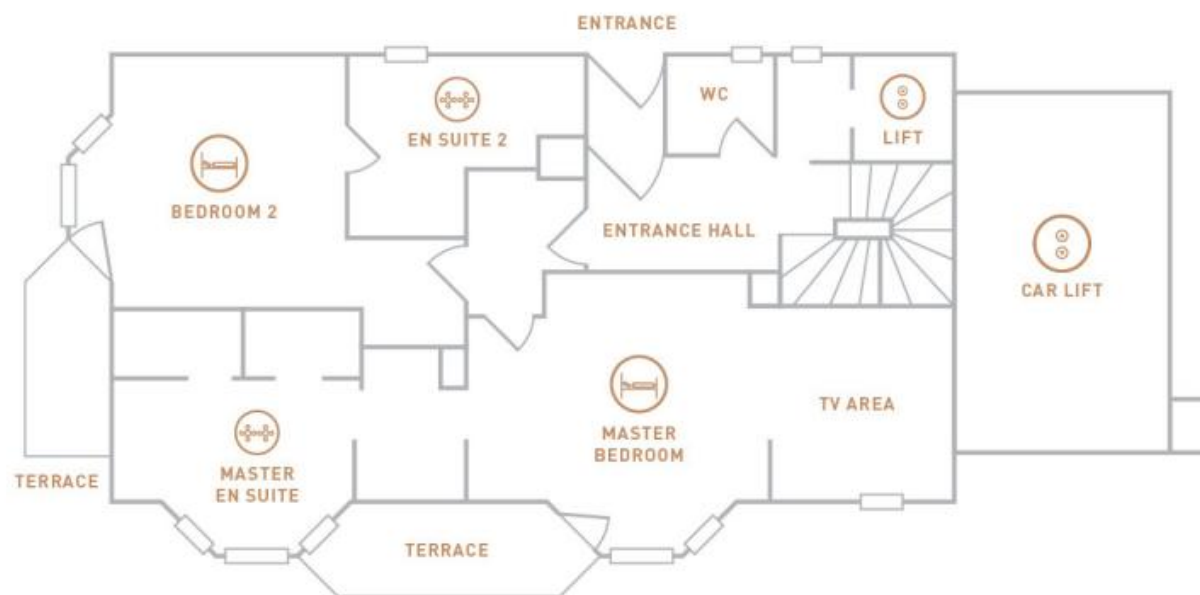 ENTRANCE
WC
EN SUITE 2
LIFT
BEDROOM 2
ENTRANCE HALL
CAR LIFT
TV AREA
MASTER
BEDROOM
MASTER
EN SUITE
TERRACE
TERRACE